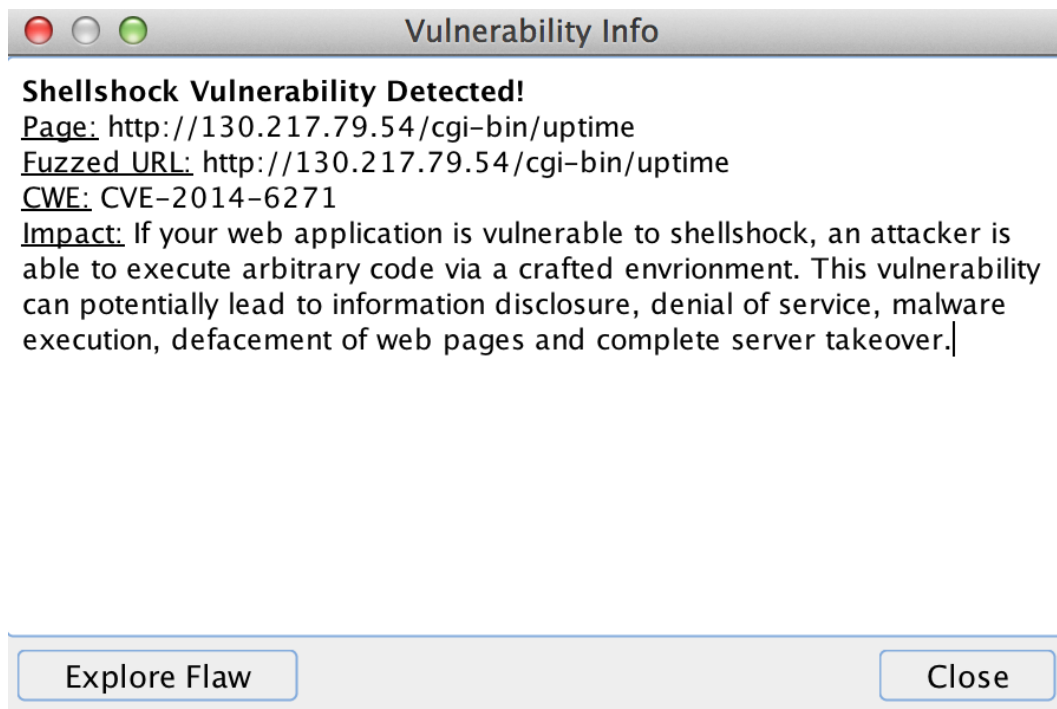 Vulnerability Info
Shellshock Vulnerability Detected!
Page: http://130.217.79.54/cgi-bin/uptime
Fuzzed URL: http://130.217.79.54/cgi-bin/uptime
CWE: CVE-2014-6271
Impact: If your web application is vulnerable to shellshock, an attacker is
able to execute arbitrary code via a crafted envrionment. This vulnerability
can potentially lead to information disclosure, denial of service, malware
execution, defacement of web pages and complete server takeover.
Explore Flaw
Close